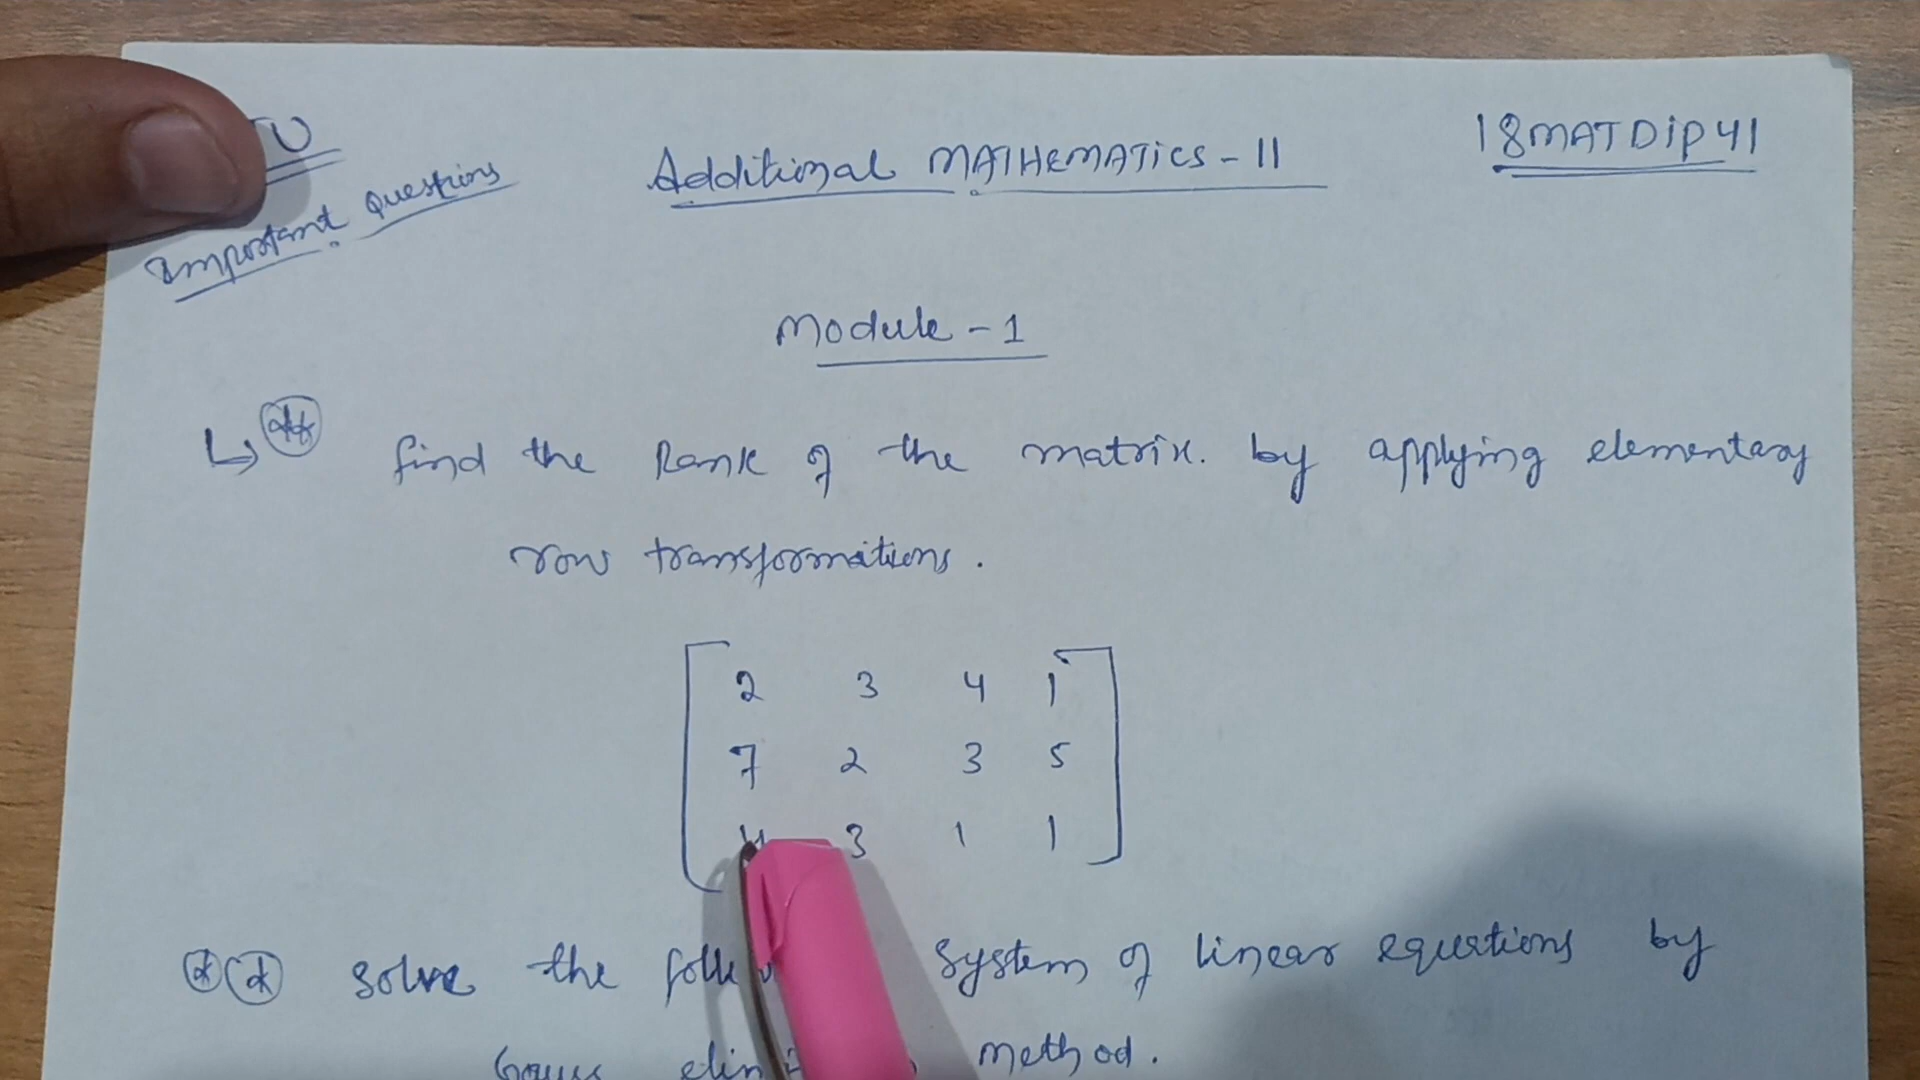 Important Questions
Additional MATHEMATICS - II
18MATDIP41
Module - 1
find the Rank of the matrix. by applying elementary
row transformations.
2 3 4 1
7 2 3 5
4 3 1 1
Solve the System of linear equations by
Gauss method.